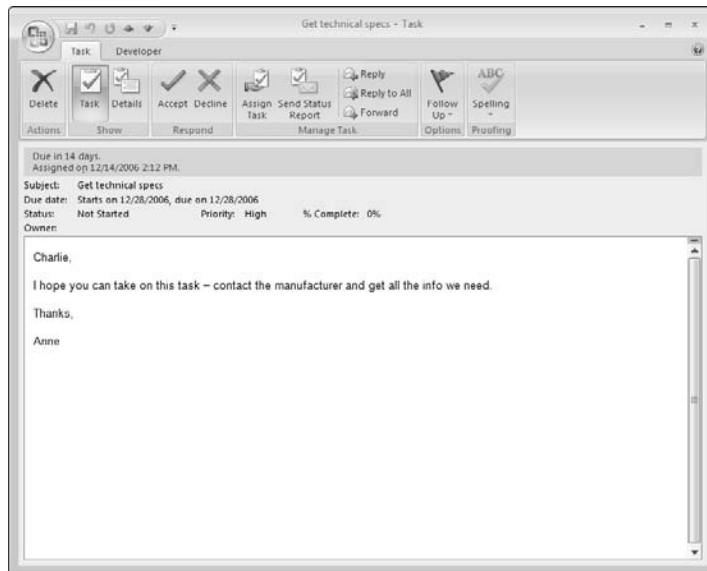 Get technical specs - Task
Task Developer
Delete Task Details Accept Decline Assign Task Send Status Report Reply Follow Up Spelling
Reply to All
Forward
Actions Show Respond Manage Task Options Proofing
Due in 14 days.
Assigned on 12/14/2006 2:12 PM.
Subject: Get technical specs
Due date: Starts on 12/28/2006, due on 12/28/2006
Status: Not Started Priority: High % Complete: 0%
Owner:
Charlie,
I hope you can take on this task – contact the manufacturer and get all the info we need.
Thanks,
Anne